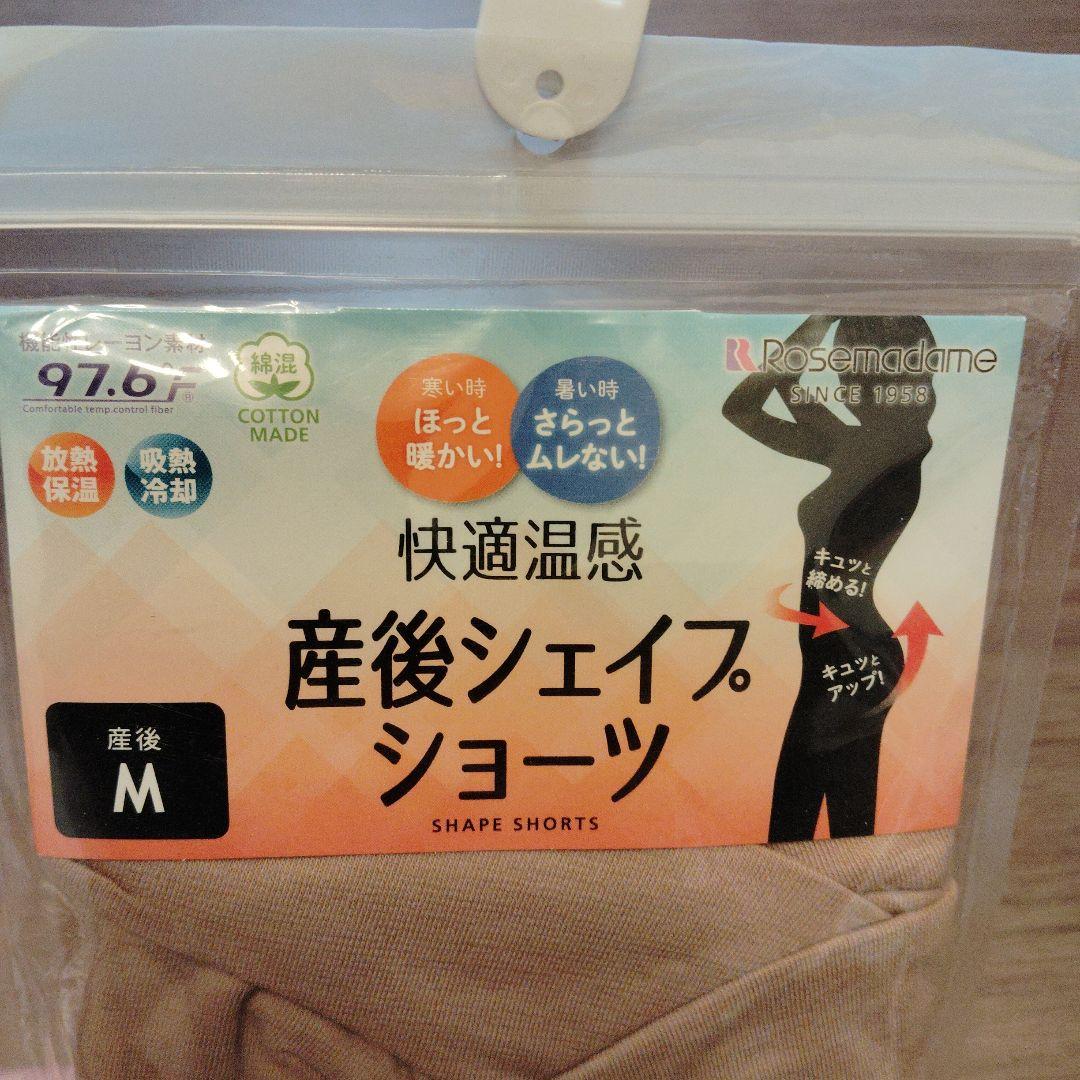 機能性レーヨン素材
97.6°F®
Comfortable temp.control fiber
綿混
COTTON
MADE
放熱
保温
吸熱
冷却
寒い時
ほっと
暖かい!
暑い時
さらっと
ムレない!
Rosemadame
SINCE 1958
快適温感
産後シェイプ
ショーツ
SHAPE SHORTS
産後
M
キュッと
締める!
キュッと
アップ!